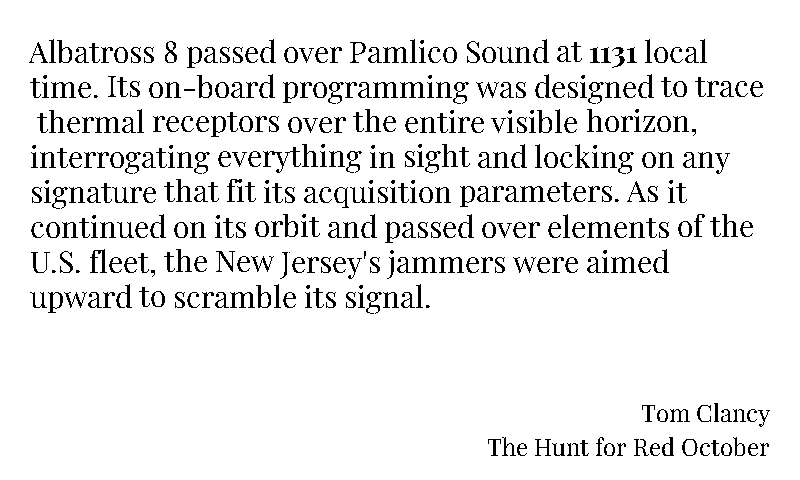 Albatross 8 passed over Pamlico Sound at 1131 local
time. Its on-board programming was designed to trace
thermal receptors over the entire visible horizon,
interrogating everything in sight and locking on any
signature that fit its acquisition parameters. As it
continued on its orbit and passed over elements of the
U.S. fleet, the New Jersey's jammers were aimed
upward to scramble its signal.
Tom Clancy
The Hunt for Red October